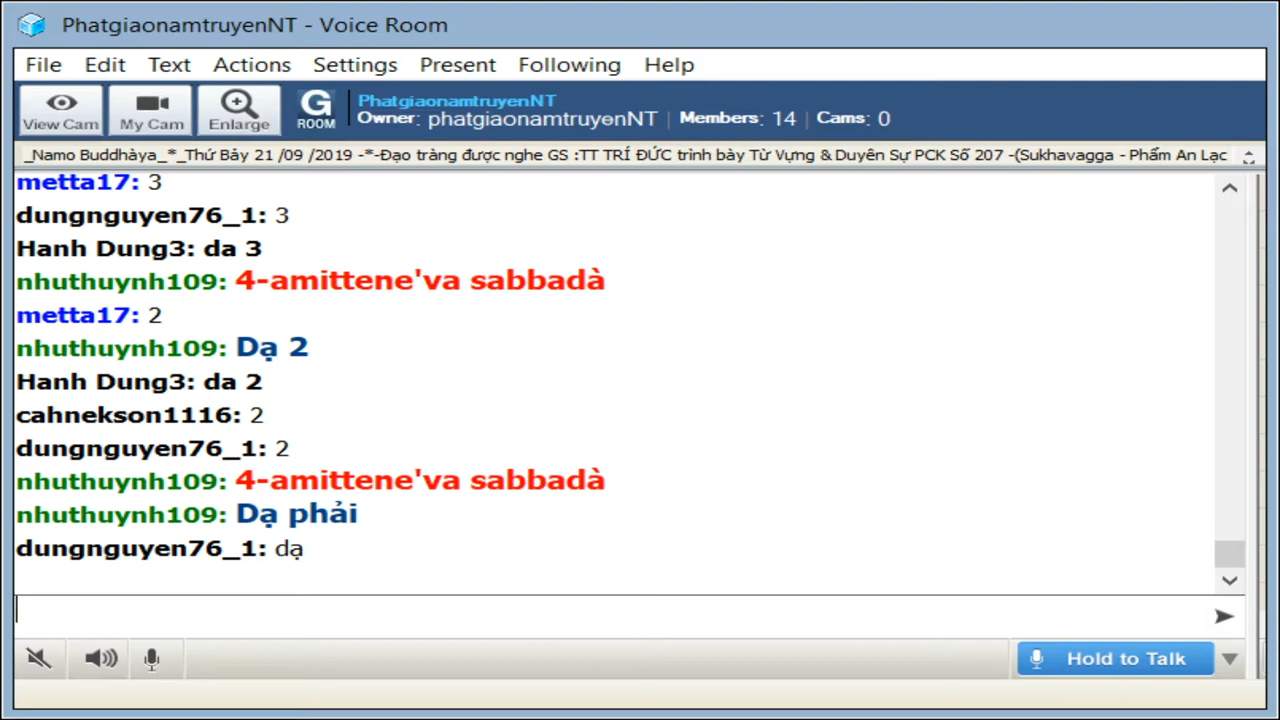 PhatgiaonamtruyenNT - Voice Room
File Edit Text Actions Settings Present Following Help
View Cam My Cam Enlarge G ROOM
PhatgiaonamtruyenNT
Owner: phatgiaonamtruyenNT | Members: 14 | Cams: 0
_Namo Buddhàya_*_Thứ Bảy 21 /09 /2019 -*-Đạo tràng được nghe GS :TT TRÍ ĐỨC trình bày Từ Vựng & Duyên Sự PCK Số 207 -(Sukhavagga - Phẩm An Lạc
metta17: 3
dungnguyen76_1: 3
Hanh Dung3: da 3
nhuthuynh109: 4-amittene'va sabbadà
metta17: 2
nhuthuynh109: Dạ 2
Hanh Dung3: da 2
cahnekson1116: 2
dungnguyen76_1: 2
nhuthuynh109: 4-amittene'va sabbadà
nhuthuynh109: Dạ phải
dungnguyen76_1: dạ
Hold to Talk